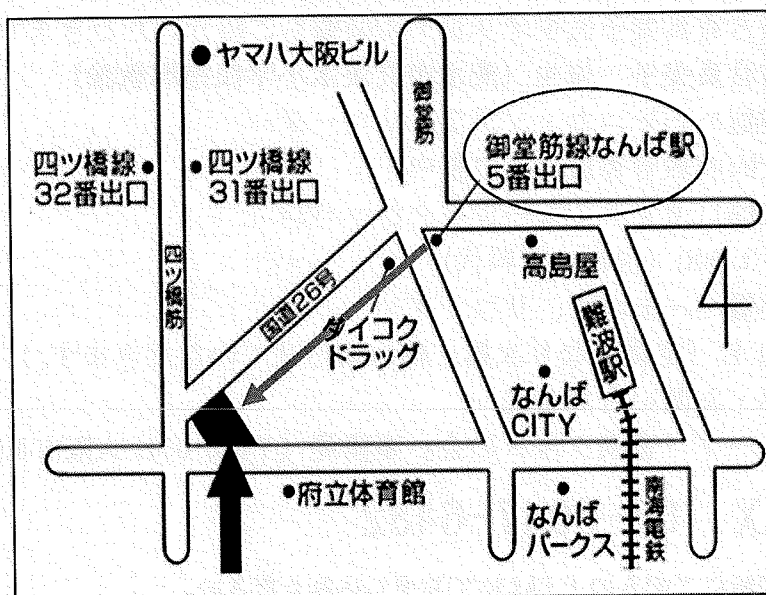 ヤマハ大阪ビル
御堂筋
御堂筋線なんば駅
5番出口
四ツ橋線
32番出口
四ツ橋線
31番出口
四ツ橋筋
国道26号
高島屋
ダイコク
ドラッグ
難波駅
なんば
CITY
府立体育館
なんば
パークス
南海電鉄